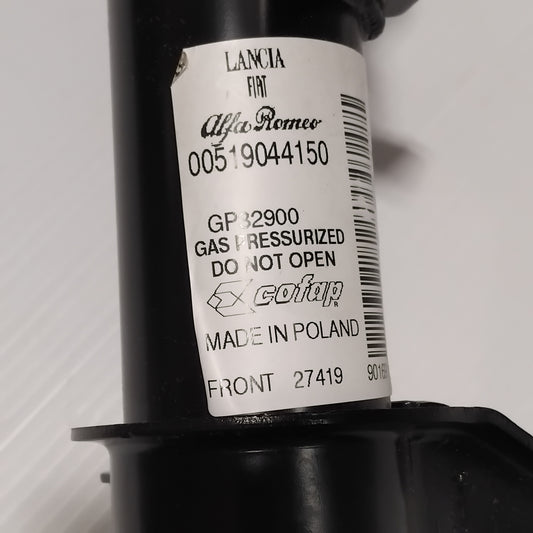 LANCIA
FIAT
Alfa Romeo
00519044150
GP32900
GAS PRESSURIZED
DO NOT OPEN
cofap®
MADE IN POLAND
FRONT 27419